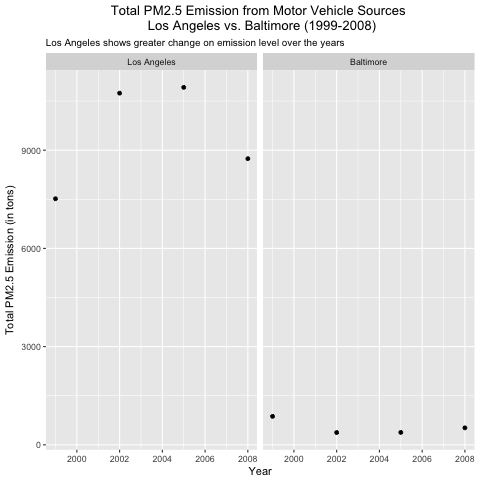 Total PM2.5 Emission from Motor Vehicle Sources
Los Angeles vs. Baltimore (1999-2008)
Los Angeles shows greater change on emission level over the years
Los Angeles
Baltimore
Total PM2.5 Emission (in tons)
9000
6000
3000
0
2000 2002 2004 2006 2008
2000 2002 2004 2006 2008
Year